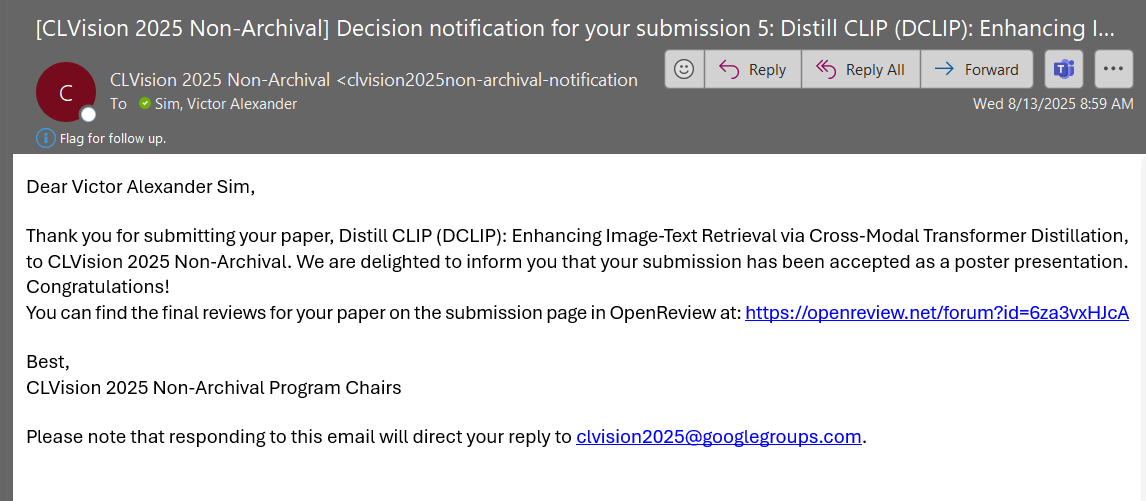 [CLVision 2025 Non-Archival] Decision notification for your submission 5: Distill CLIP (DCLIP): Enhancing I...
C
CLVision 2025 Non-Archival <clvision2025non-archival-notification
Reply
Reply All
Forward
To Sim, Victor Alexander
Wed 8/13/2025 8:59 AM
Flag for follow up.
Dear Victor Alexander Sim,
Thank you for submitting your paper, Distill CLIP (DCLIP): Enhancing Image-Text Retrieval via Cross-Modal Transformer Distillation,
to CLVision 2025 Non-Archival. We are delighted to inform you that your submission has been accepted as a poster presentation.
Congratulations!
You can find the final reviews for your paper on the submission page in OpenReview at: https://openreview.net/forum?id=6za3vxHJcA
Best,
CLVision 2025 Non-Archival Program Chairs
Please note that responding to this email will direct your reply to clvision2025@googlegroups.com.